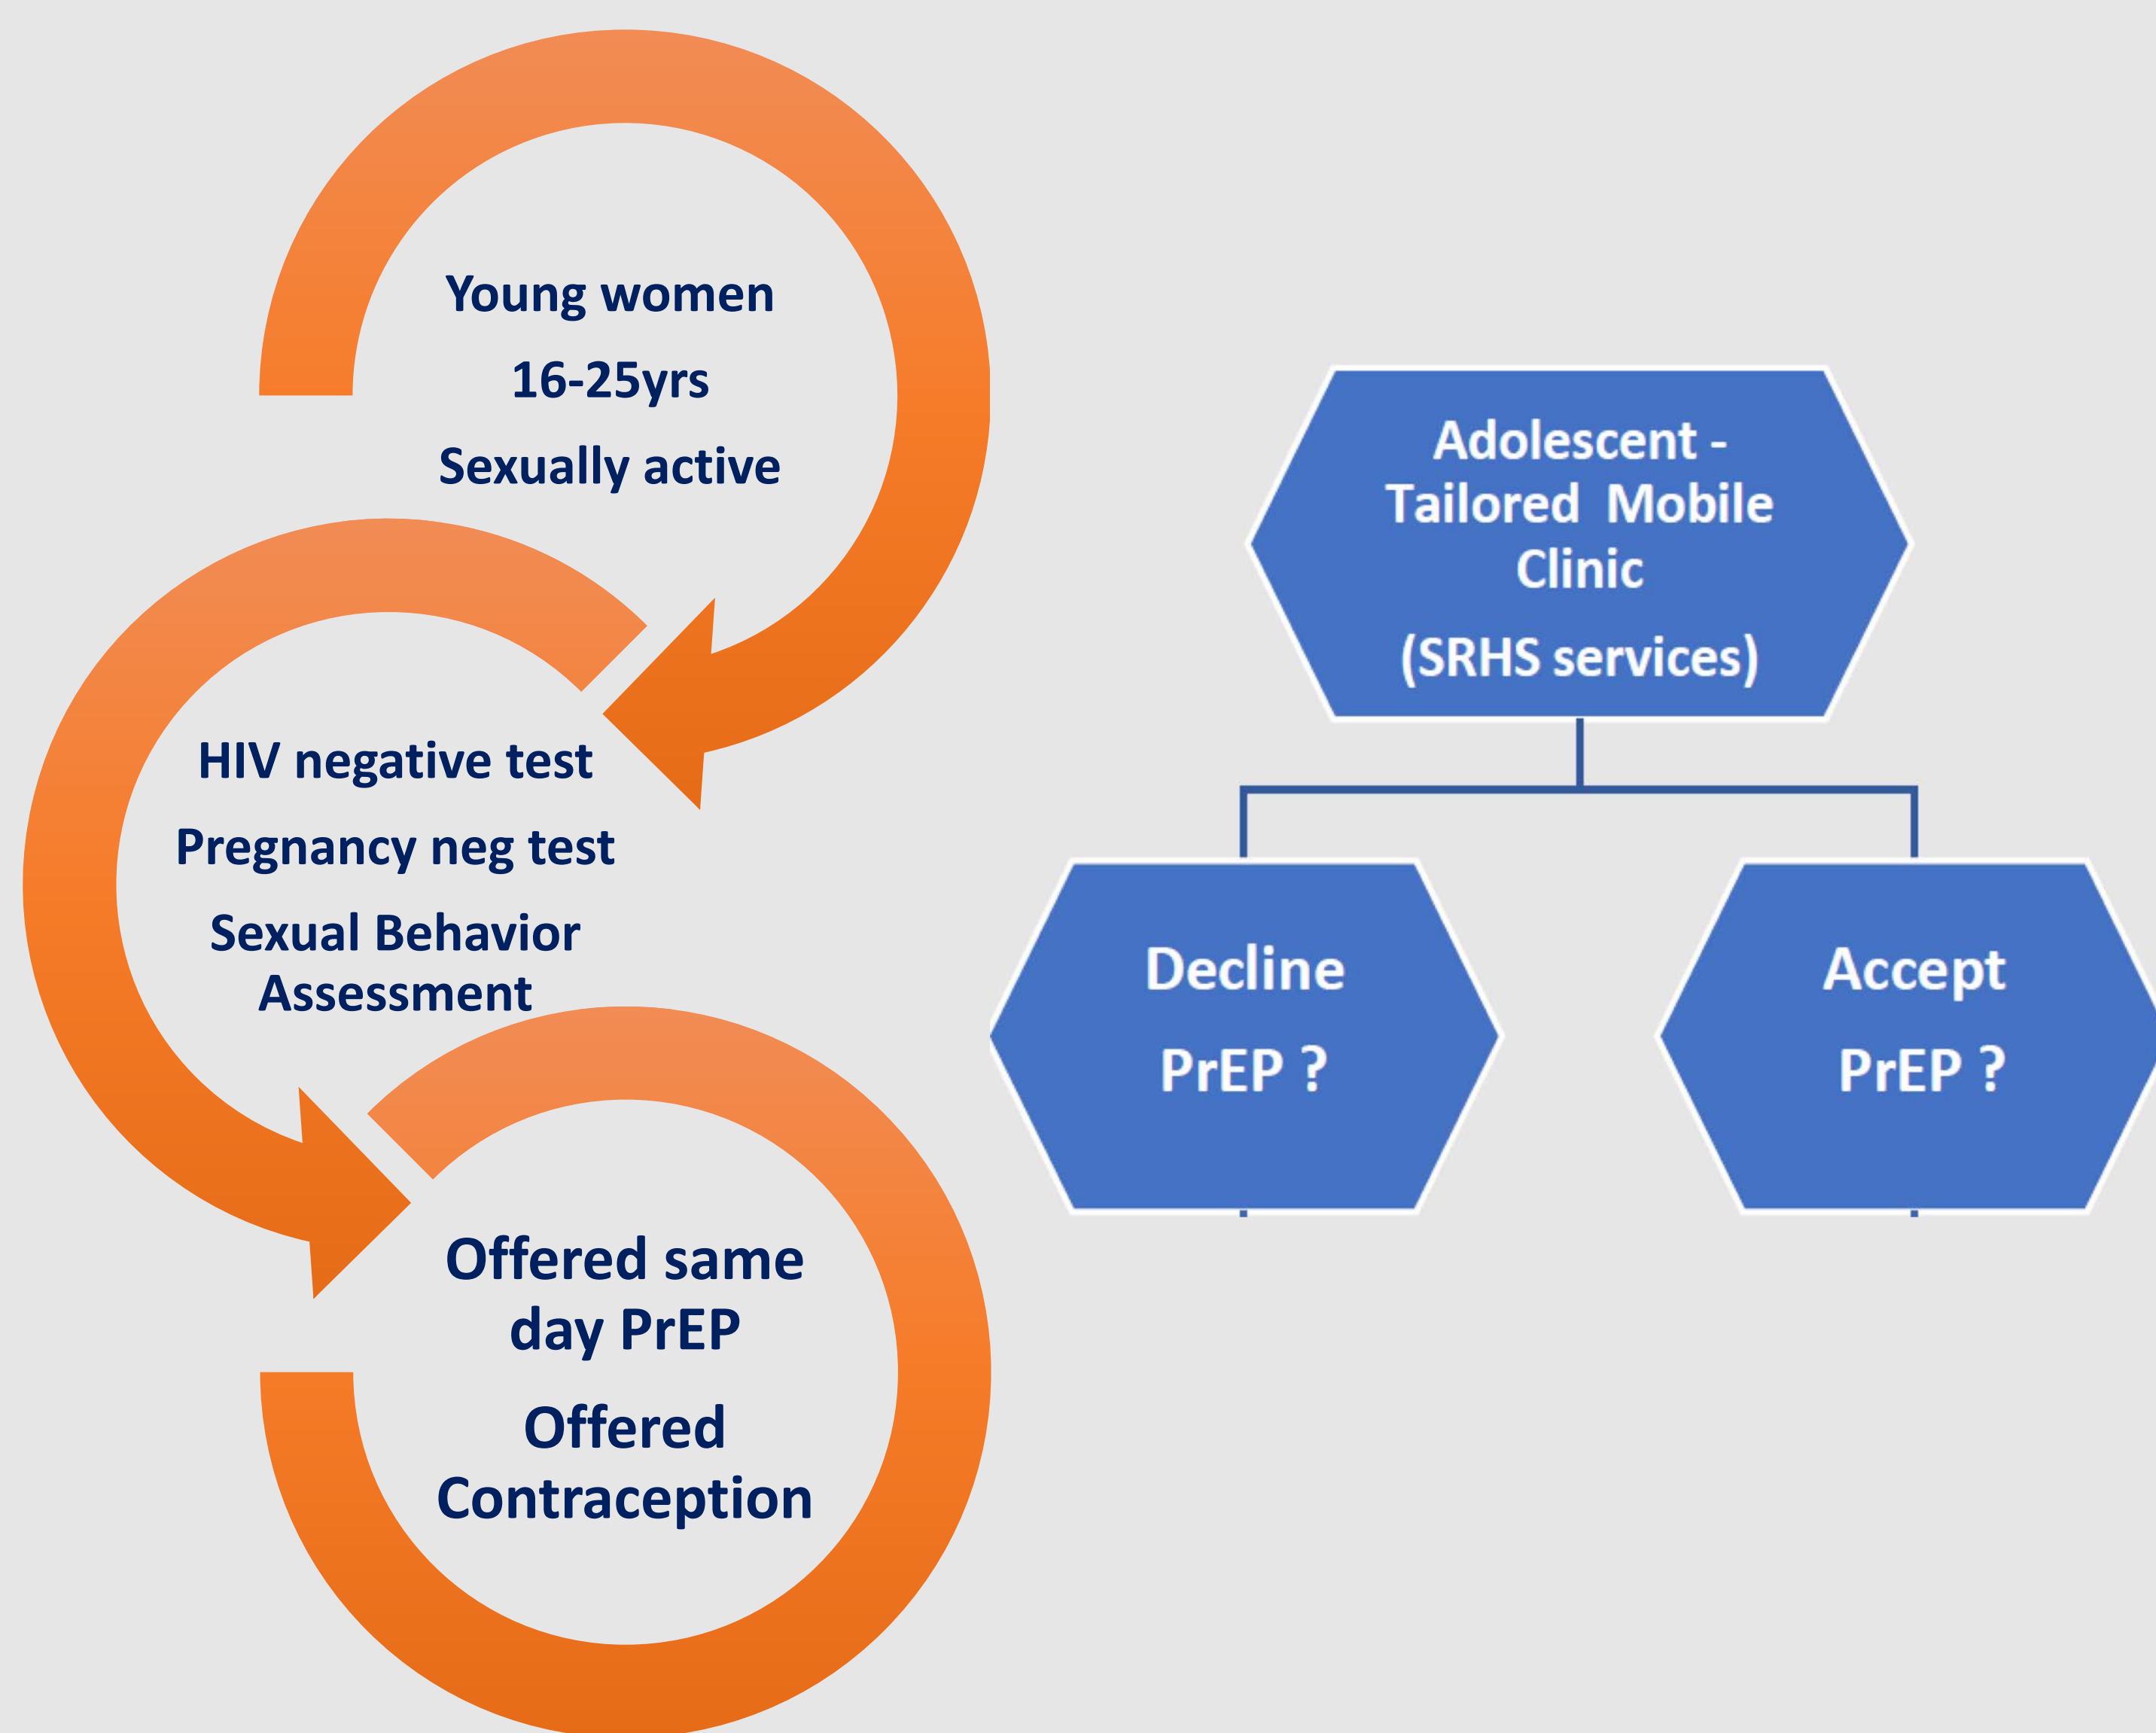 Young women
16-25yrs
Sexually active
HIV negative test
Pregnancy neg test
Sexual Behavior
Assessment
Offered same
day PrEP
Offered
Contraception
Adolescent -
Tailored Mobile
Clinic
(SRHS services)
Decline
PrEP ?
Accept
PrEP ?